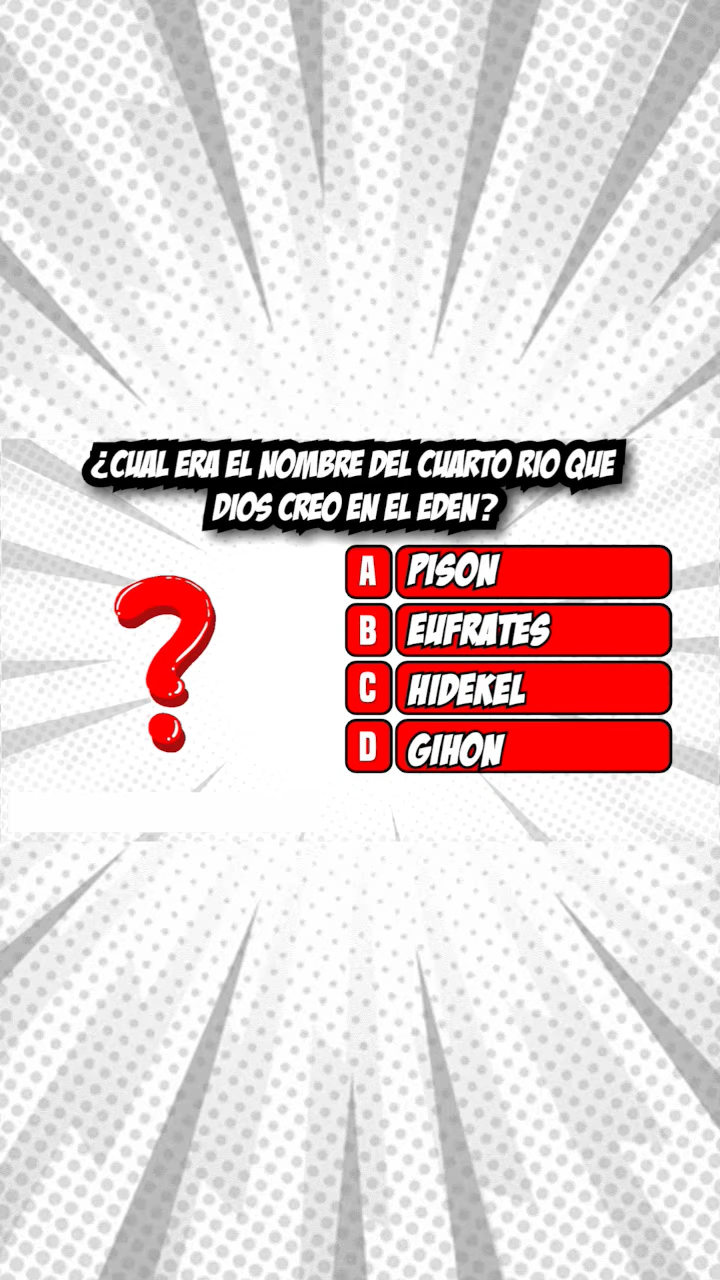 ¿CUAL ERA EL NOMBRE DEL CUARTO RIO QUE
DIOS CREO EN EL EDEN?
A PISON
B EUFRATES
C HIDEKEL
D GIHON